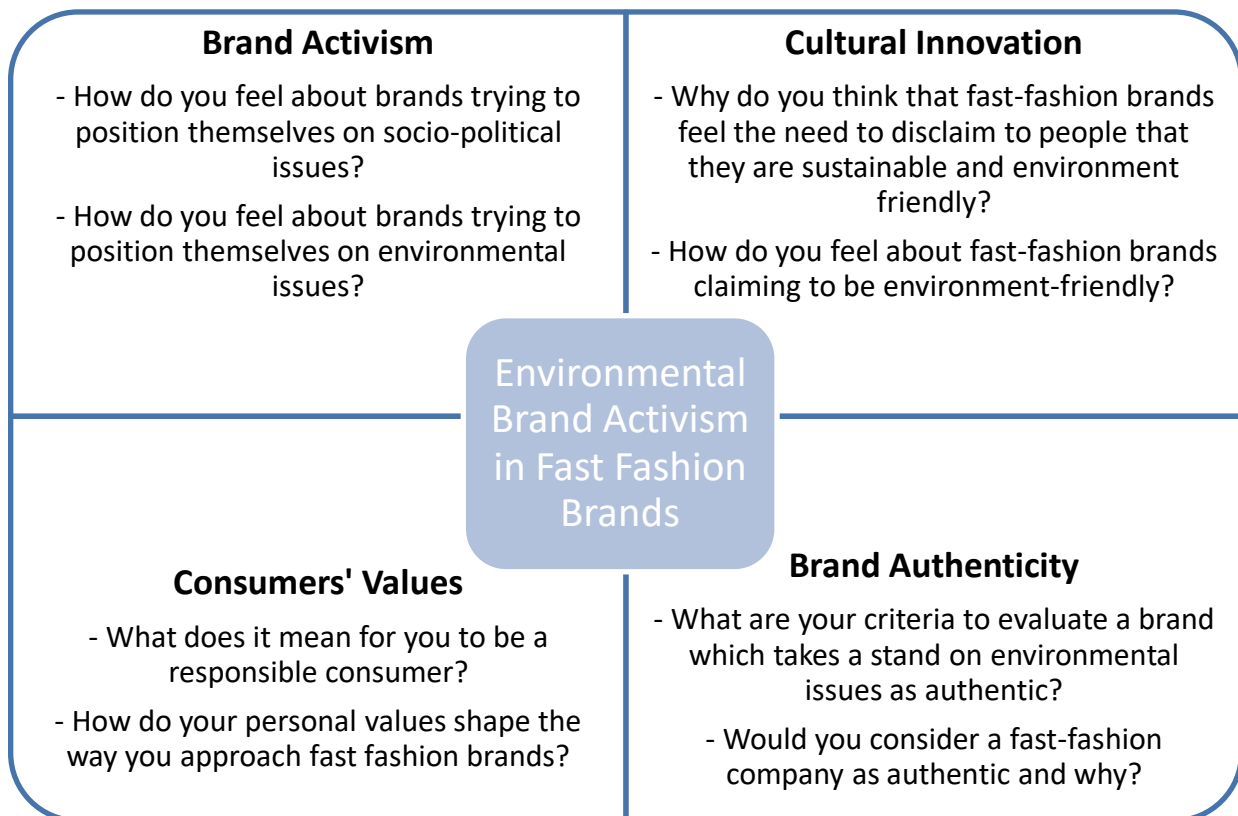 Brand Activism
- How do you feel about brands trying to
position themselves on socio-political
issues?
- How do you feel about brands trying to
position themselves on environmental
issues?
Cultural Innovation
- Why do you think that fast-fashion brands
feel the need to disclaim to people that
they are sustainable and environment
friendly?
- How do you feel about fast-fashion brands
claiming to be environment-friendly?
Environmental
Brand Activism
in Fast Fashion
Brands
Consumers' Values
- What does it mean for you to be a
responsible consumer?
- How do your personal values shape the
way you approach fast fashion brands?
Brand Authenticity
- What are your criteria to evaluate a brand
which takes a stand on environmental
issues as authentic?
- Would you consider a fast-fashion
company as authentic and why?